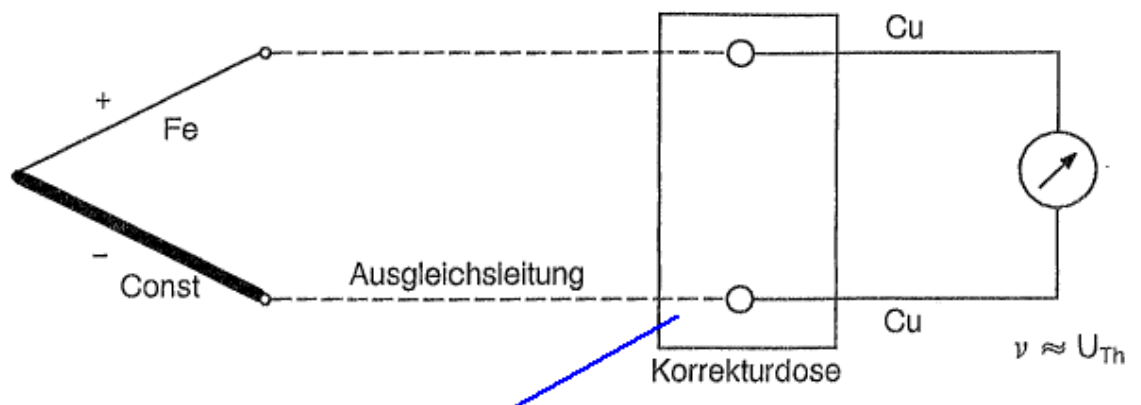 Cu
+
Fe
−
Const
Ausgleichsleitung
Cu
Korrekturdose
ν ≈ U_Th